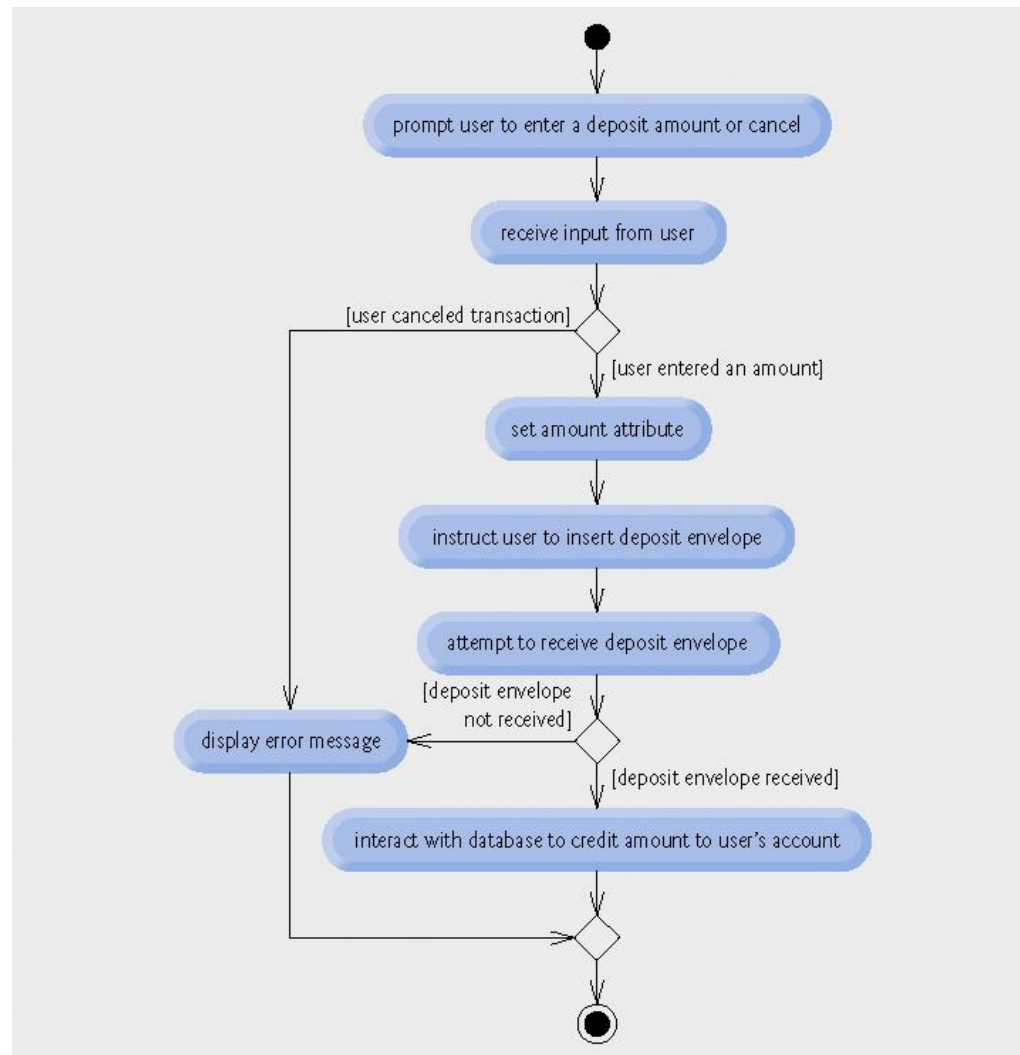 prompt user to enter a deposit amount or cancel
receive input from user
[user canceled transaction]
[user entered an amount]
set amount attribute
instruct user to insert deposit envelope
attempt to receive deposit envelope
[deposit envelope
not received]
display error message
[deposit envelope received]
interact with database to credit amount to user's account